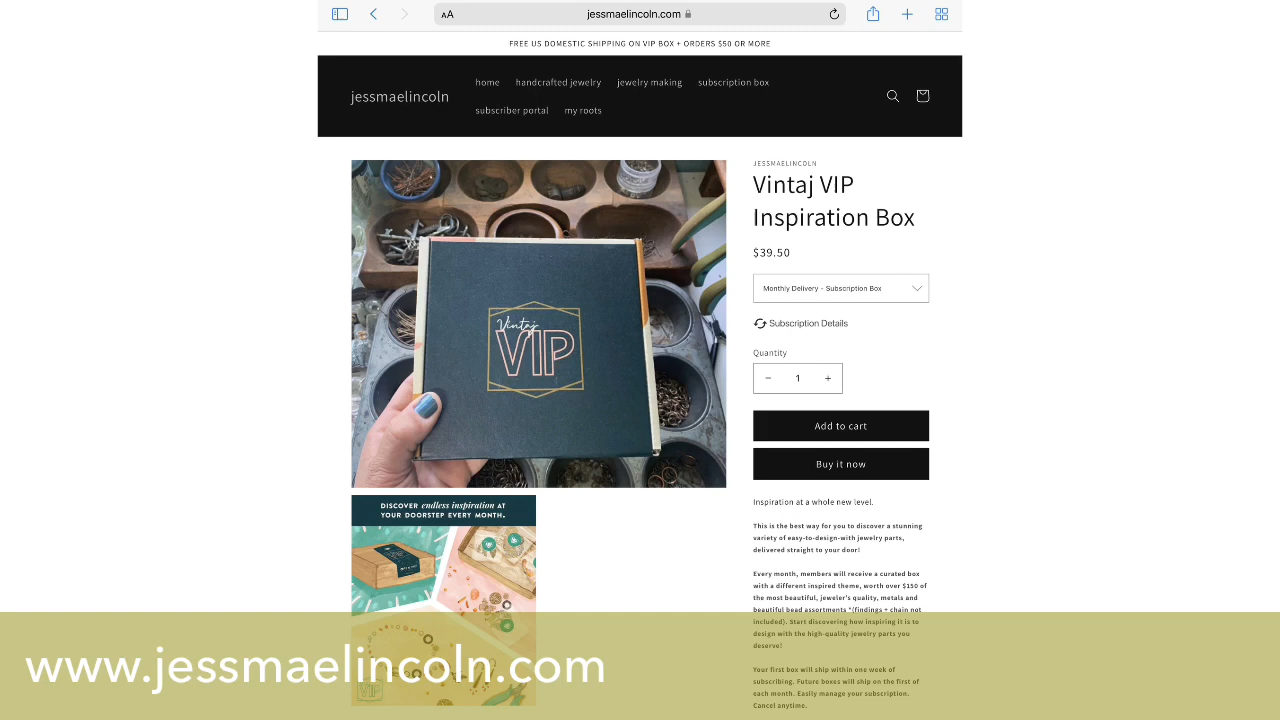 AA
jessmaelincoln.com
FREE US DOMESTIC SHIPPING ON VIP BOX + ORDERS $50 OR MORE
jessmaelincoln
home handcrafted jewelry jewelry making subscription box
subscriber portal my roots
Vintaj
VIP
JESSMAELINCOLN
Vintaj VIP
Inspiration Box
$39.50
Monthly Delivery - Subscription Box
Subscription Details
Quantity
− 1 +
Add to cart
Buy it now
Inspiration at a whole new level.
This is the best way for you to discover a stunning
variety of easy-to-design-with jewelry parts,
delivered straight to your door!
Every month, members will receive a curated box
with a different inspired theme, worth over $150 of
the most beautiful, jeweler's quality, metals and
beautiful bead assortments *(findings + chain not
included). Start discovering how inspiring it is to
design with the high-quality jewelry parts you
deserve!
Your first box will ship within one week of
subscribing. Future boxes will ship on the first of
each month. Easily manage your subscription.
Cancel anytime.
DISCOVER endless inspiration AT
YOUR DOORSTEP EVERY MONTH.
VIP
www.jessmaelincoln.com